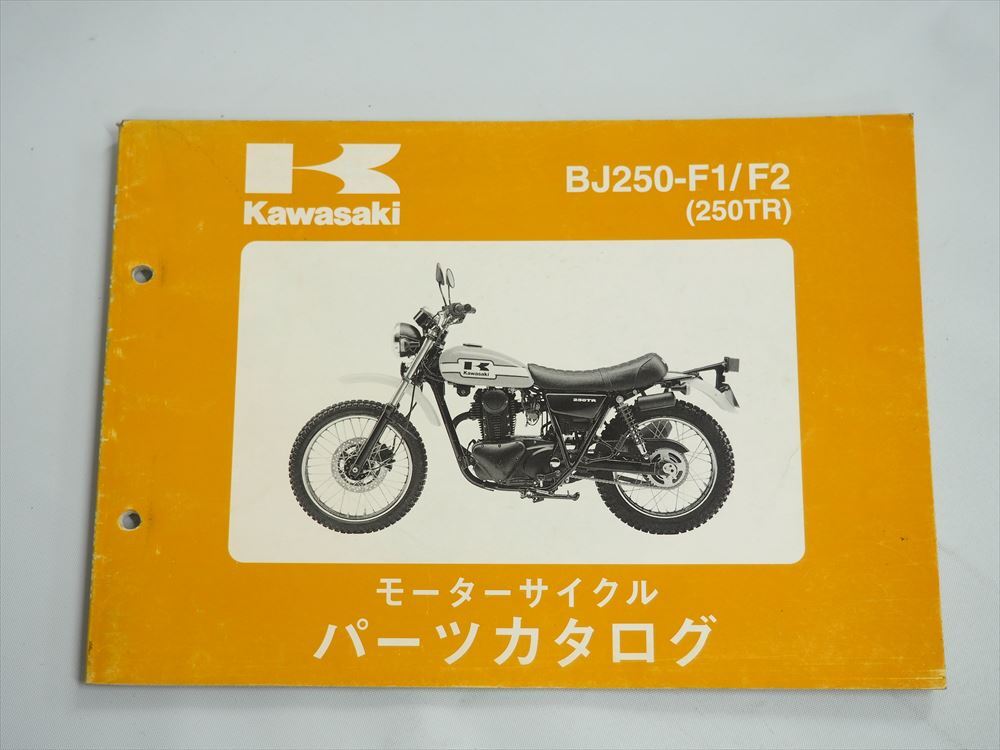 Kawasaki
BJ250-F1/F2
(250TR)
Kawasaki
250TR
モーターサイクル
パーツカタログ